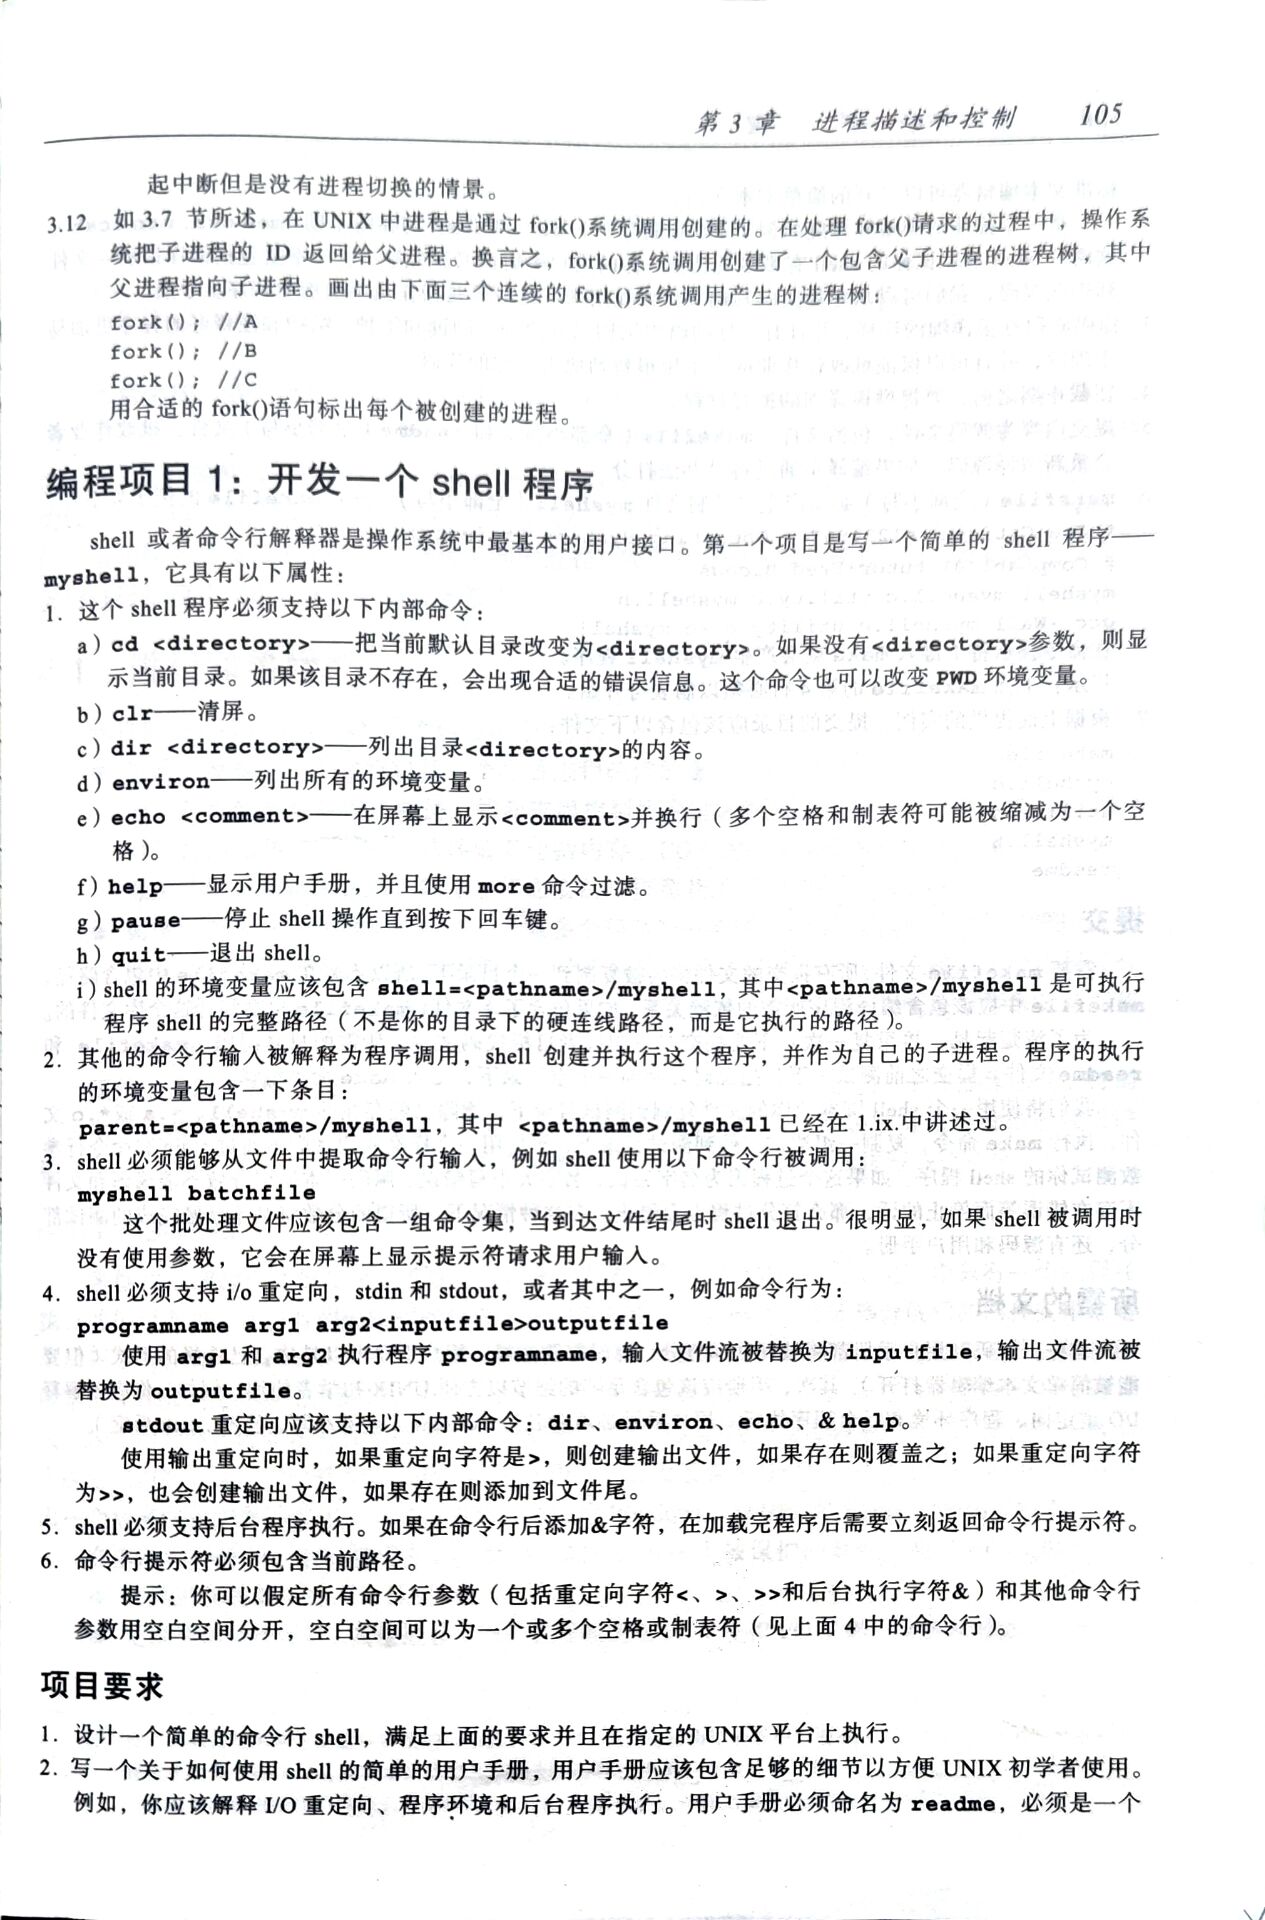 第 3 章 进程描述和控制 105
起中断但是没有进程切换的情景。
3.12 如 3.7 节所述，在 UNIX 中进程是通过 fork()系统调用创建的。在处理 fork()请求的过程中，操作系
统把子进程的 ID 返回给父进程。换言之，fork()系统调用创建了一个包含父子进程的进程树，其中
父进程指向子进程。画出由下面三个连续的 fork()系统调用产生的进程树：
fork(); //A
fork(); //B
fork(); //C
用合适的 fork()语句标出每个被创建的进程。
编程项目 1：开发一个 shell 程序
shell 或者命令行解释器是操作系统中最基本的用户接口。第一个项目是写一个简单的 shell 程序——
myshell，它具有以下属性：
1. 这个 shell 程序必须支持以下内部命令：
a）cd <directory>——把当前默认目录改变为<directory>。如果没有<directory>参数，则显
示当前目录。如果该目录不存在，会出现合适的错误信息。这个命令也可以改变 PWD 环境变量。
b）clr——清屏。
c）dir <directory>——列出目录<directory>的内容。
d）environ——列出所有的环境变量。
e）echo <comment>——在屏幕上显示<comment>并换行（多个空格和制表符可能被缩减为一个空
格）。
f）help——显示用户手册，并且使用 more 命令过滤。
g）pause——停止 shell 操作直到按下回车键。
h）quit——退出 shell。
i）shell 的环境变量应该包含 shell=<pathname>/myshell，其中<pathname>/myshell 是可执行
程序 shell 的完整路径（不是你的目录下的硬连线路径，而是它执行的路径）。
2. 其他的命令行输入被解释为程序调用，shell 创建并执行这个程序，并作为自己的子进程。程序的执行
的环境变量包含一下条目：
parent=<pathname>/myshell，其中 <pathname>/myshell 已经在 1.ix.中讲述过。
3. shell 必须能够从文件中提取命令行输入，例如 shell 使用以下命令行被调用：
myshell batchfile
这个批处理文件应该包含一组命令集，当到达文件结尾时 shell 退出。很明显，如果 shell 被调用时
没有使用参数，它会在屏幕上显示提示符请求用户输入。
4. shell 必须支持 i/o 重定向，stdin 和 stdout，或者其中之一，例如命令行为：
programname arg1 arg2<inputfile>outputfile
使用 arg1 和 arg2 执行程序 programname，输入文件流被替换为 inputfile，输出文件流被
替换为 outputfile。
stdout 重定向应该支持以下内部命令：dir、environ、echo、& help。
使用输出重定向时，如果重定向字符是>，则创建输出文件，如果存在则覆盖之；如果重定向字符
为>>，也会创建输出文件，如果存在则添加到文件尾。
5. shell 必须支持后台程序执行。如果在命令行后添加&字符，在加载完程序后需要立刻返回命令行提示符。
6. 命令行提示符必须包含当前路径。
提示：你可以假定所有命令行参数（包括重定向字符<、>、>>和后台执行字符&）和其他命令行
参数用空白空间分开，空白空间可以为一个或多个空格或制表符（见上面 4 中的命令行）。
项目要求
1. 设计一个简单的命令行 shell，满足上面的要求并且在指定的 UNIX 平台上执行。
2. 写一个关于如何使用 shell 的简单的用户手册，用户手册应该包含足够的细节以方便 UNIX 初学者使用。
例如，你应该解释 I/O 重定向、程序环境和后台程序执行。用户手册必须命名为 readme，必须是一个